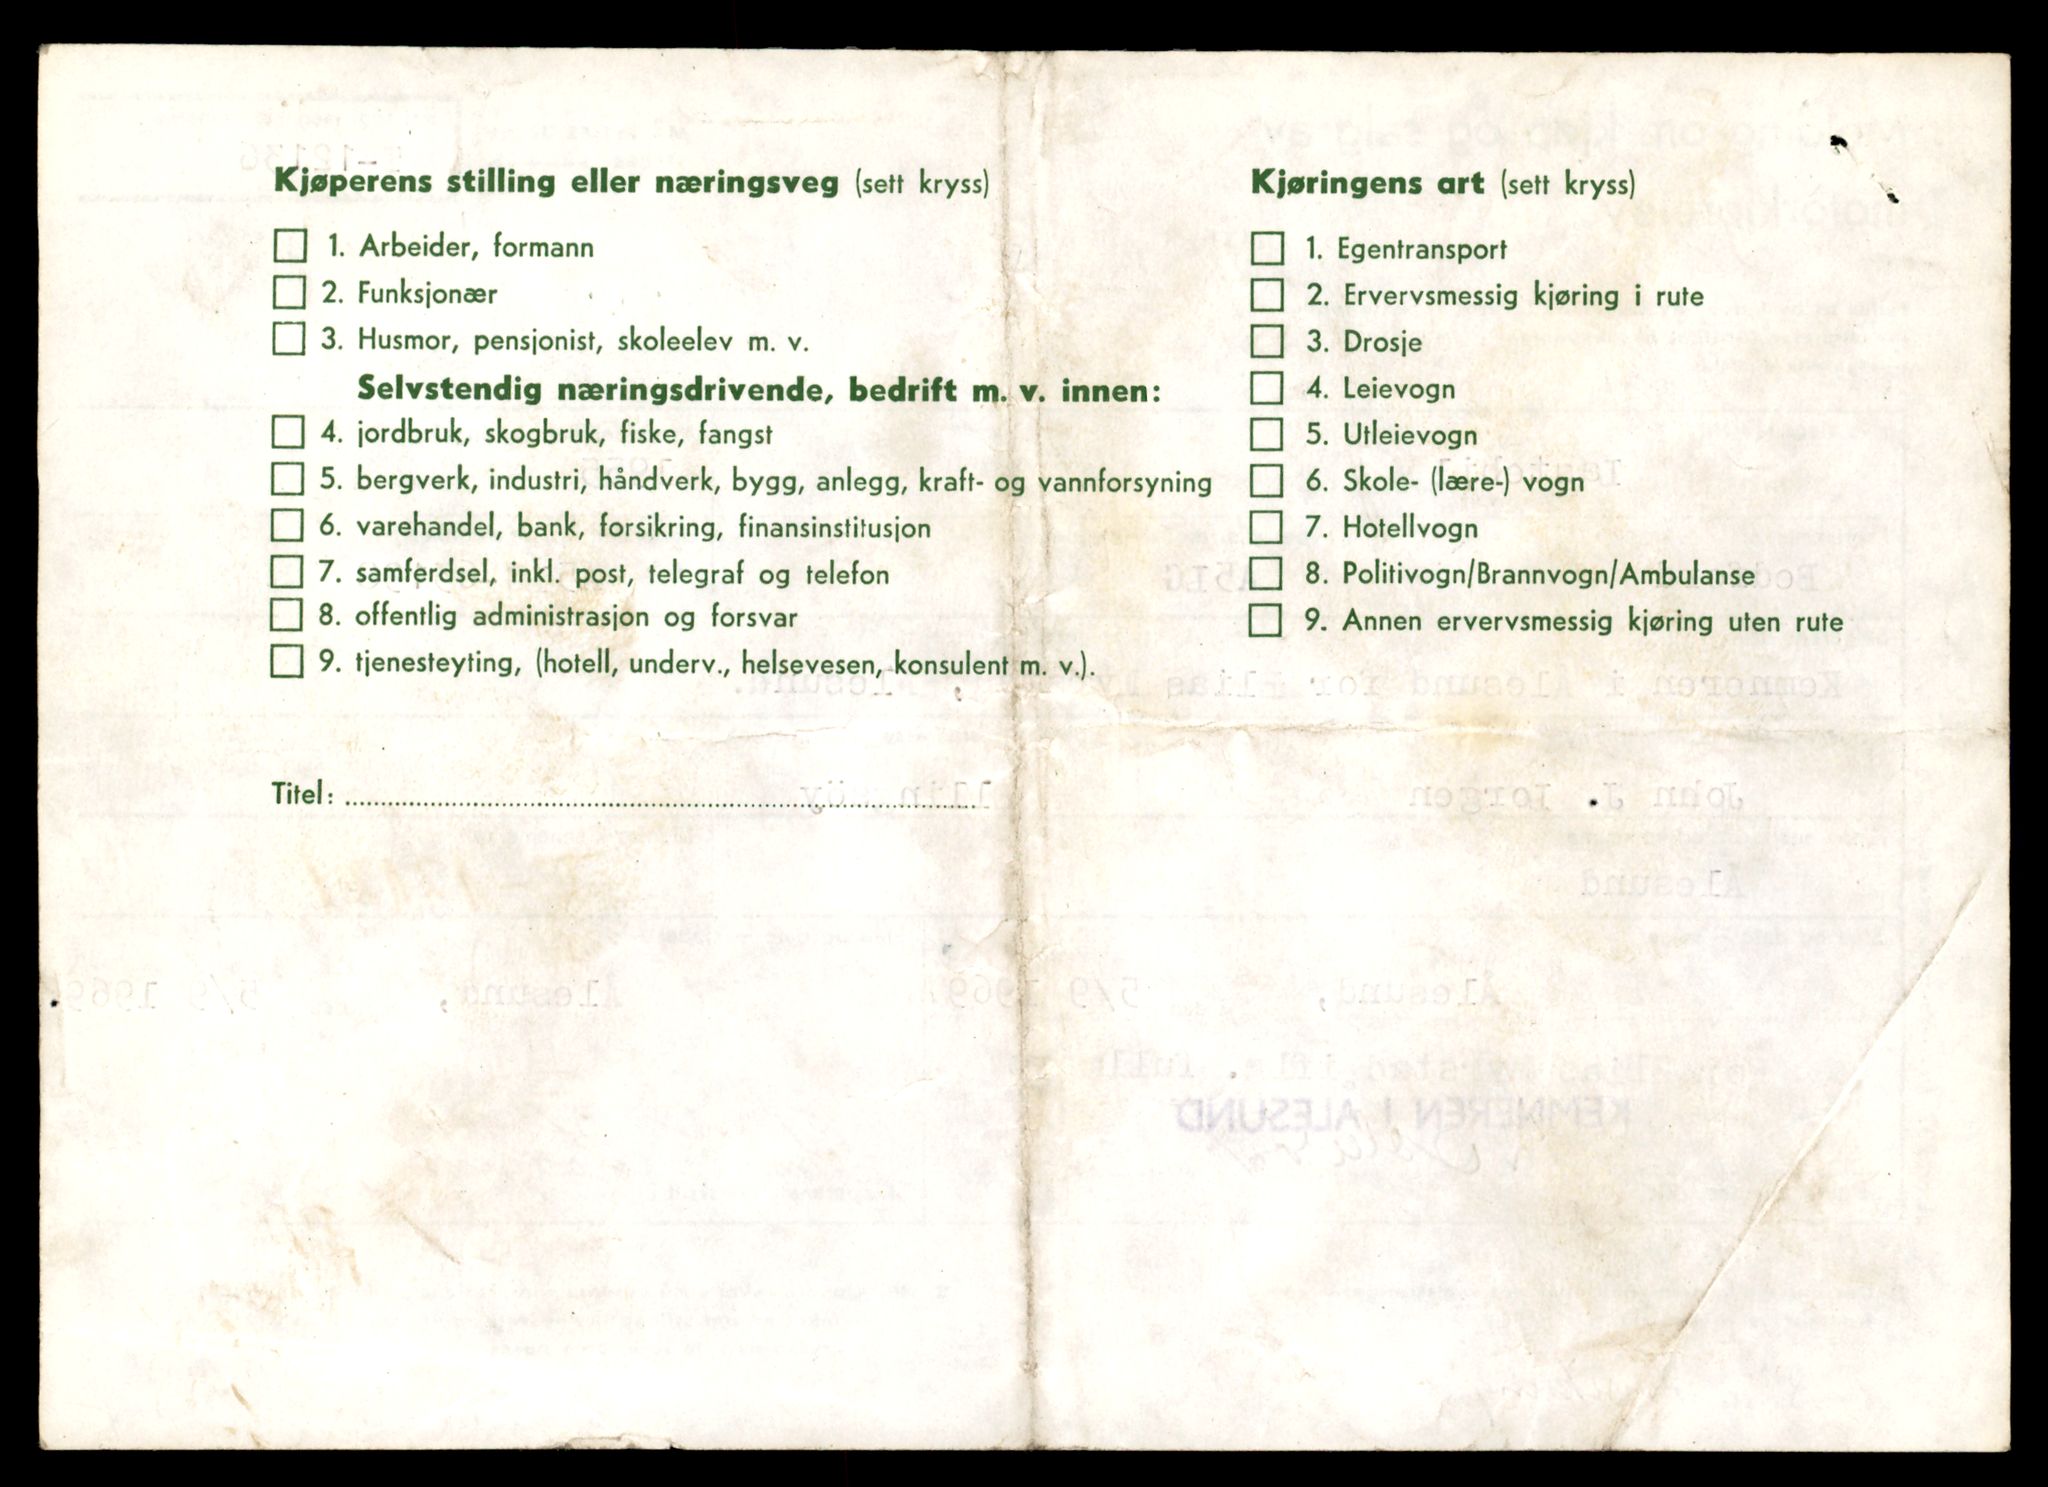 Kjøperens stilling eller næringsveg (sett kryss)
1. Arbeider, formann
2. Funksjonær
3. Husmor, pensjonist, skoleelev m. v.
Selvstendig næringsdrivende, bedrift m. v. innen:
4. jordbruk, skogbruk, fiske, fangst
5. bergverk, industri, håndverk, bygg, anlegg, kraft- og vannforsyning
6. varehandel, bank, forsikring, finansinstitusjon
7. samferdsel, inkl. post, telegraf og telefon
8. offentlig administrasjon og forsvar
9. tjenesteyting, (hotell, underv., helsevesen, konsulent m. v.).
Titel:
Kjøringens art (sett kryss)
1. Egentransport
2. Ervervsmessig kjøring i rute
3. Drosje
4. Leievogn
5. Utleievogn
6. Skole- (lære-) vogn
7. Hotellvogn
8. Politivogn/Brannvogn/Ambulanse
9. Annen ervervsmessig kjøring uten rute